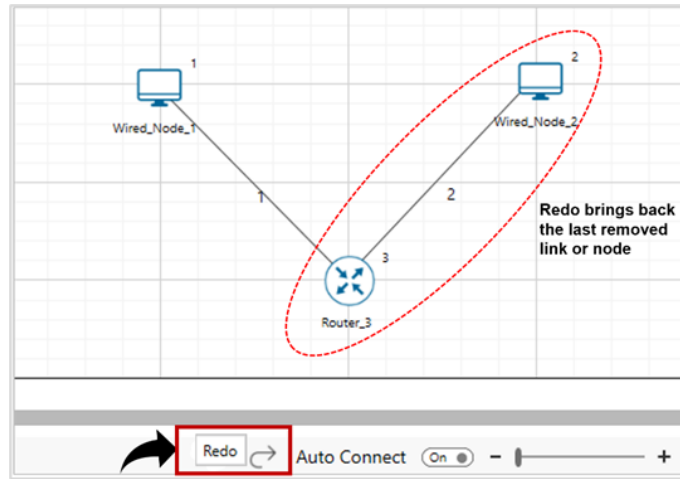 1
2
Wired_Node_1
Wired_Node_2
1
2
Redo brings back
the last removed
link or node
3
Router_3
Redo
Auto Connect On - +